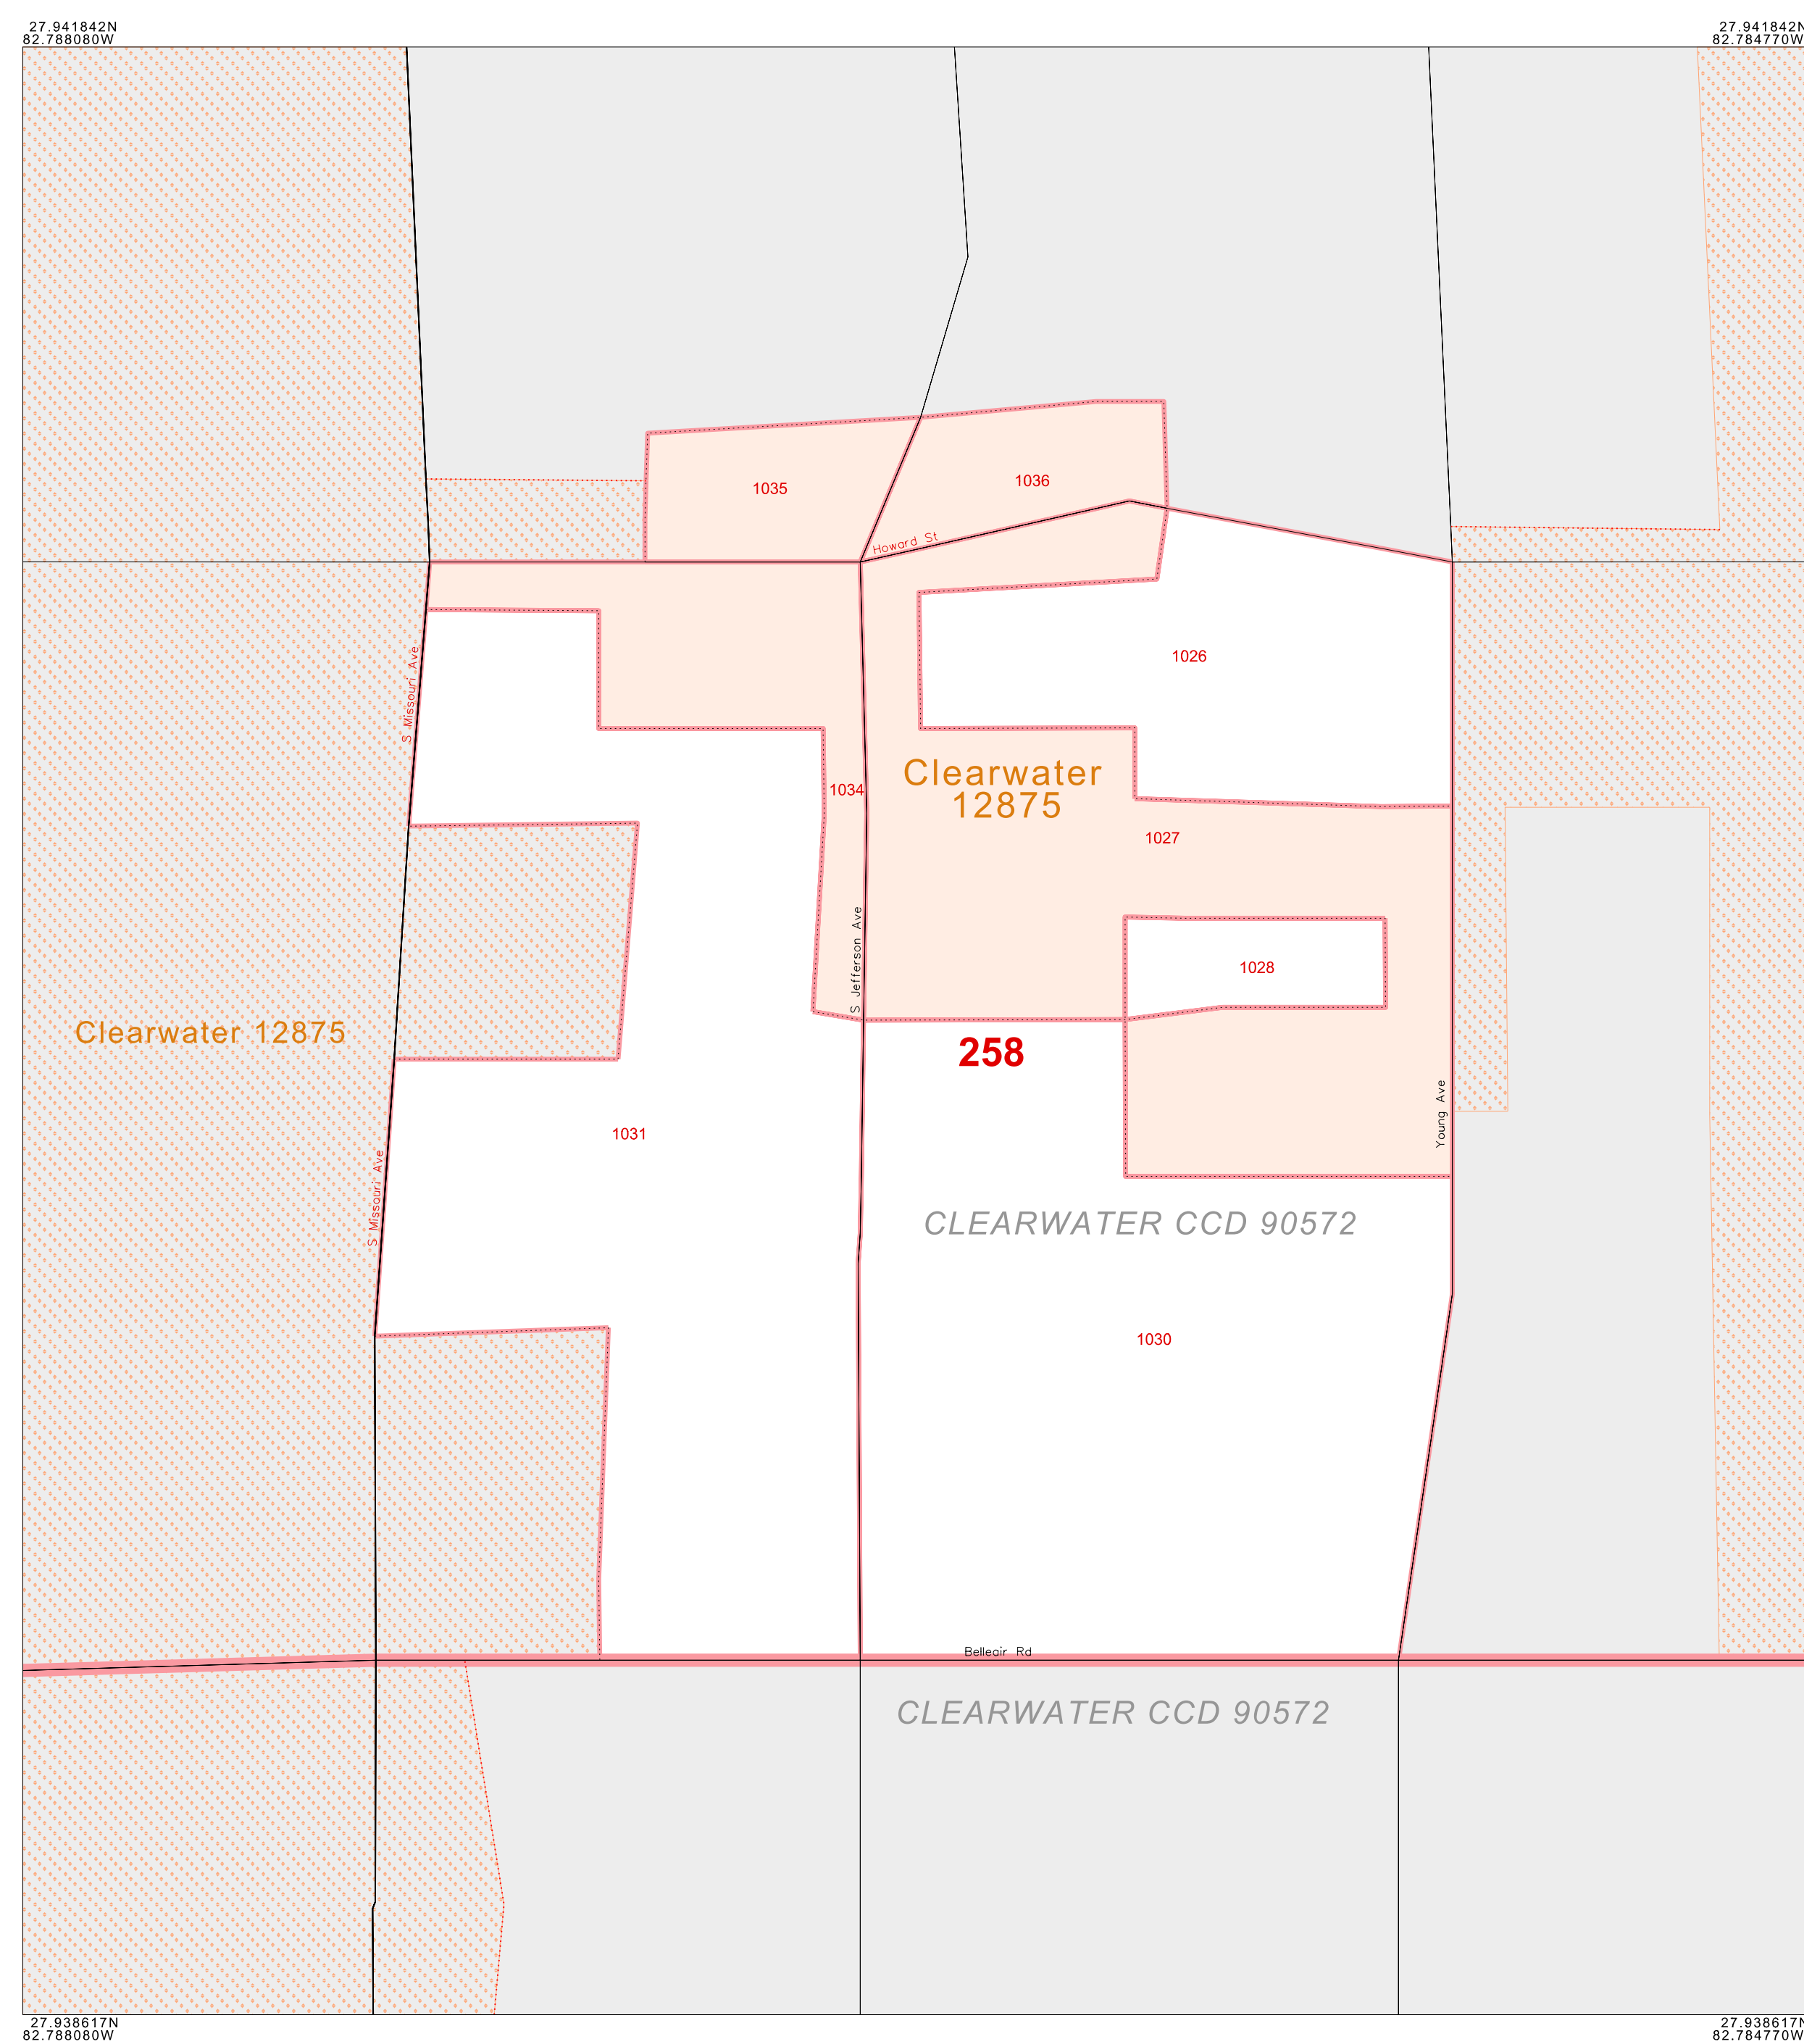 27.941842N
82.788080W
27.941842N
82.784770W
1035
1036
Howard St
S Missouri Ave
1026
Clearwater
12875
1034
1027
S Jefferson Ave
1028
Clearwater 12875
258
Young Ave
1031
S Missouri Ave
CLEARWATER CCD 90572
1030
Belleair Rd
CLEARWATER CCD 90572
27.938617N
82.788080W
27.938617N
82.784770W